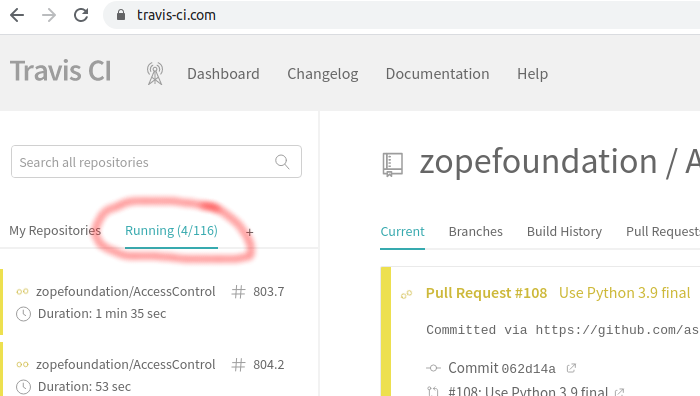 travis-ci.com
Travis CI Dashboard Changelog Documentation Help
Search all repositories
My Repositories Running (4/116) +
zopefoundation/AccessControl # 803.7
Duration: 1 min 35 sec
zopefoundation/AccessControl # 804.2
Duration: 53 sec
zopefoundation / A
Current Branches Build History Pull Requests
Pull Request #108 Use Python 3.9 final
Committed via https://github.com/as
Commit 062d14a
#108: Use Python 3.9 final